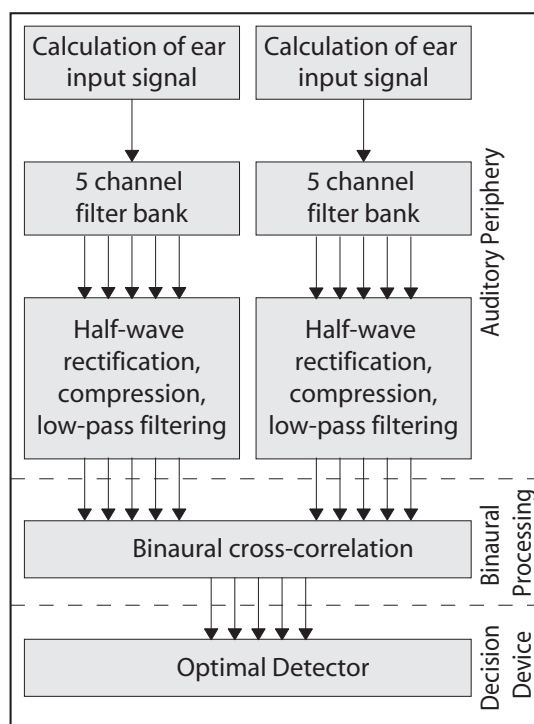 Calculation of ear
input signal
Calculation of ear
input signal
5 channel
filter bank
5 channel
filter bank
Half-wave
rectification,
compression,
low-pass filtering
Half-wave
rectification,
compression,
low-pass filtering
Auditory Periphery
Binaural cross-correlation
Binaural
Processing
Optimal Detector
Decision
Device